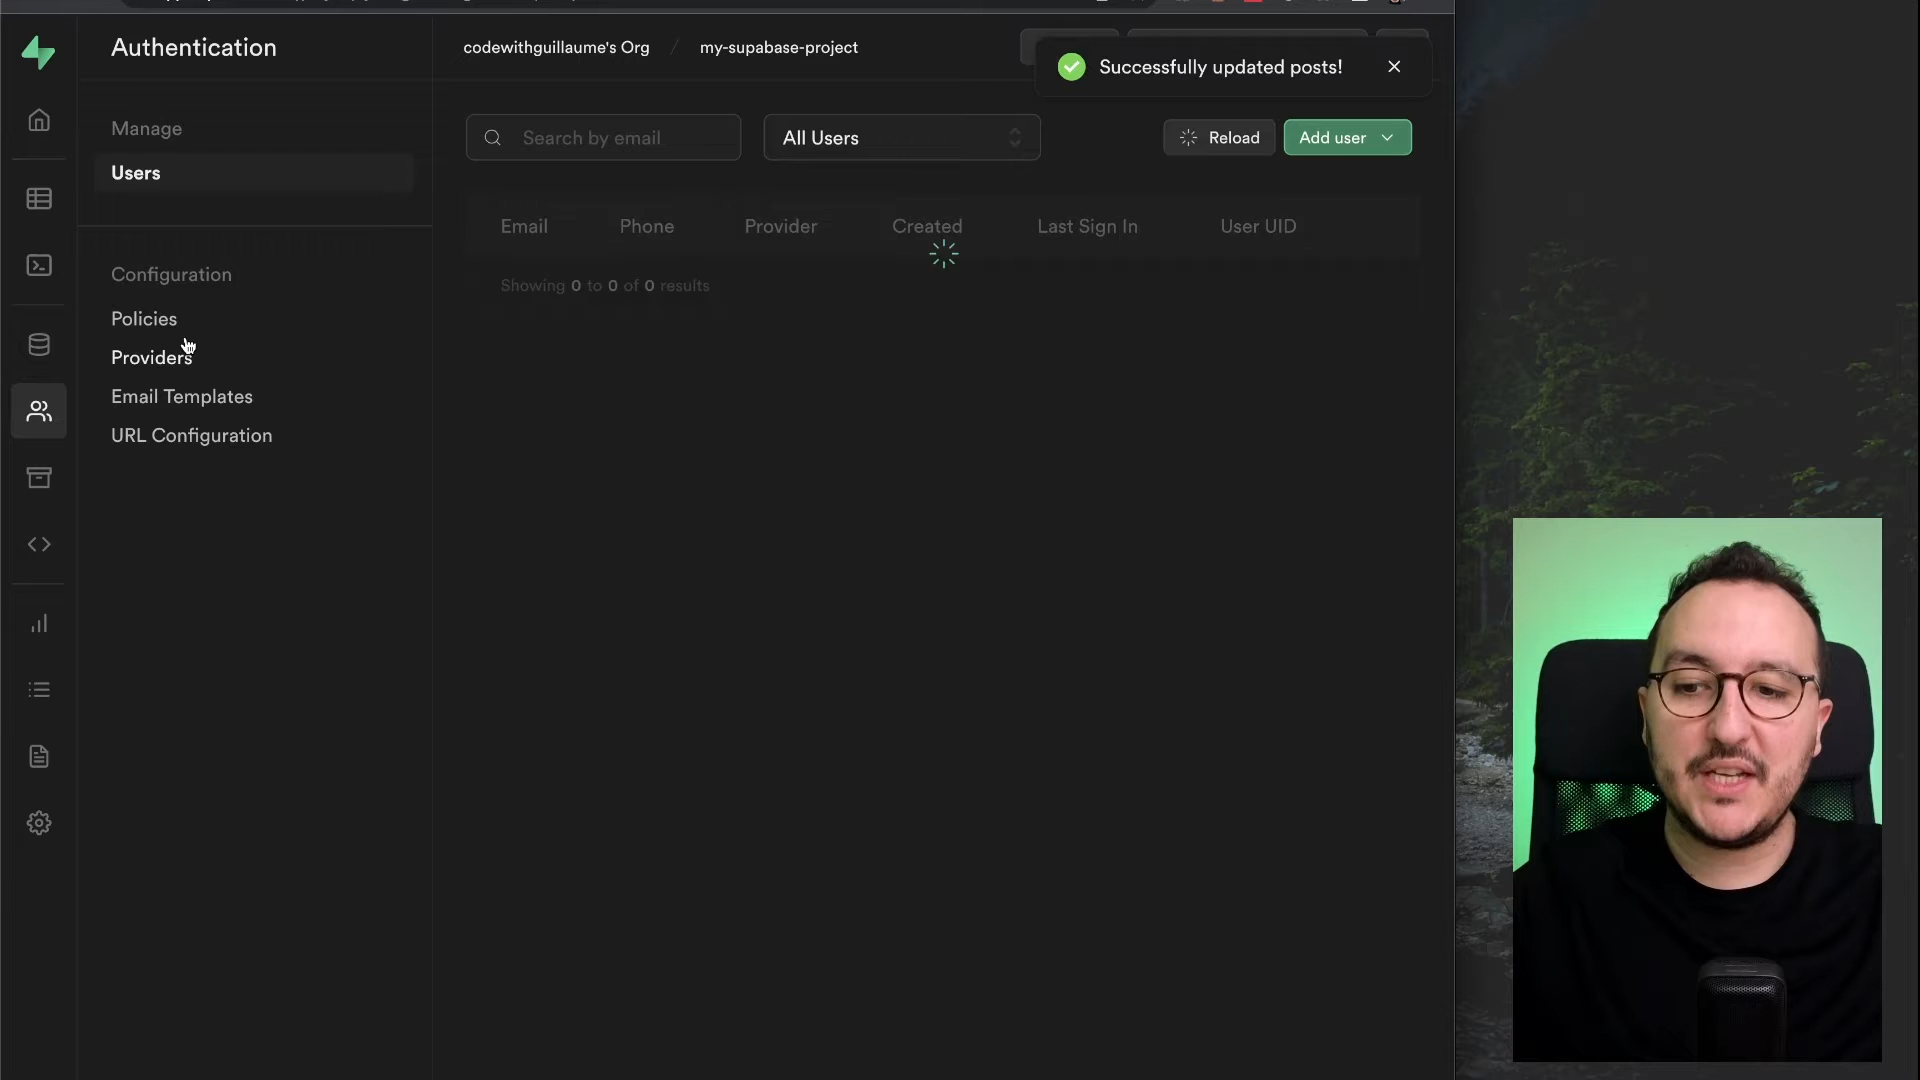 Authentication
codewithguillaume's Org / my-supabase-project
Successfully updated posts!
Manage
Users
Search by email
All Users
Reload
Add user
Email Phone Provider Created Last Sign In User UID
Showing 0 to 0 of 0 results
Configuration
Policies
Providers
Email Templates
URL Configuration